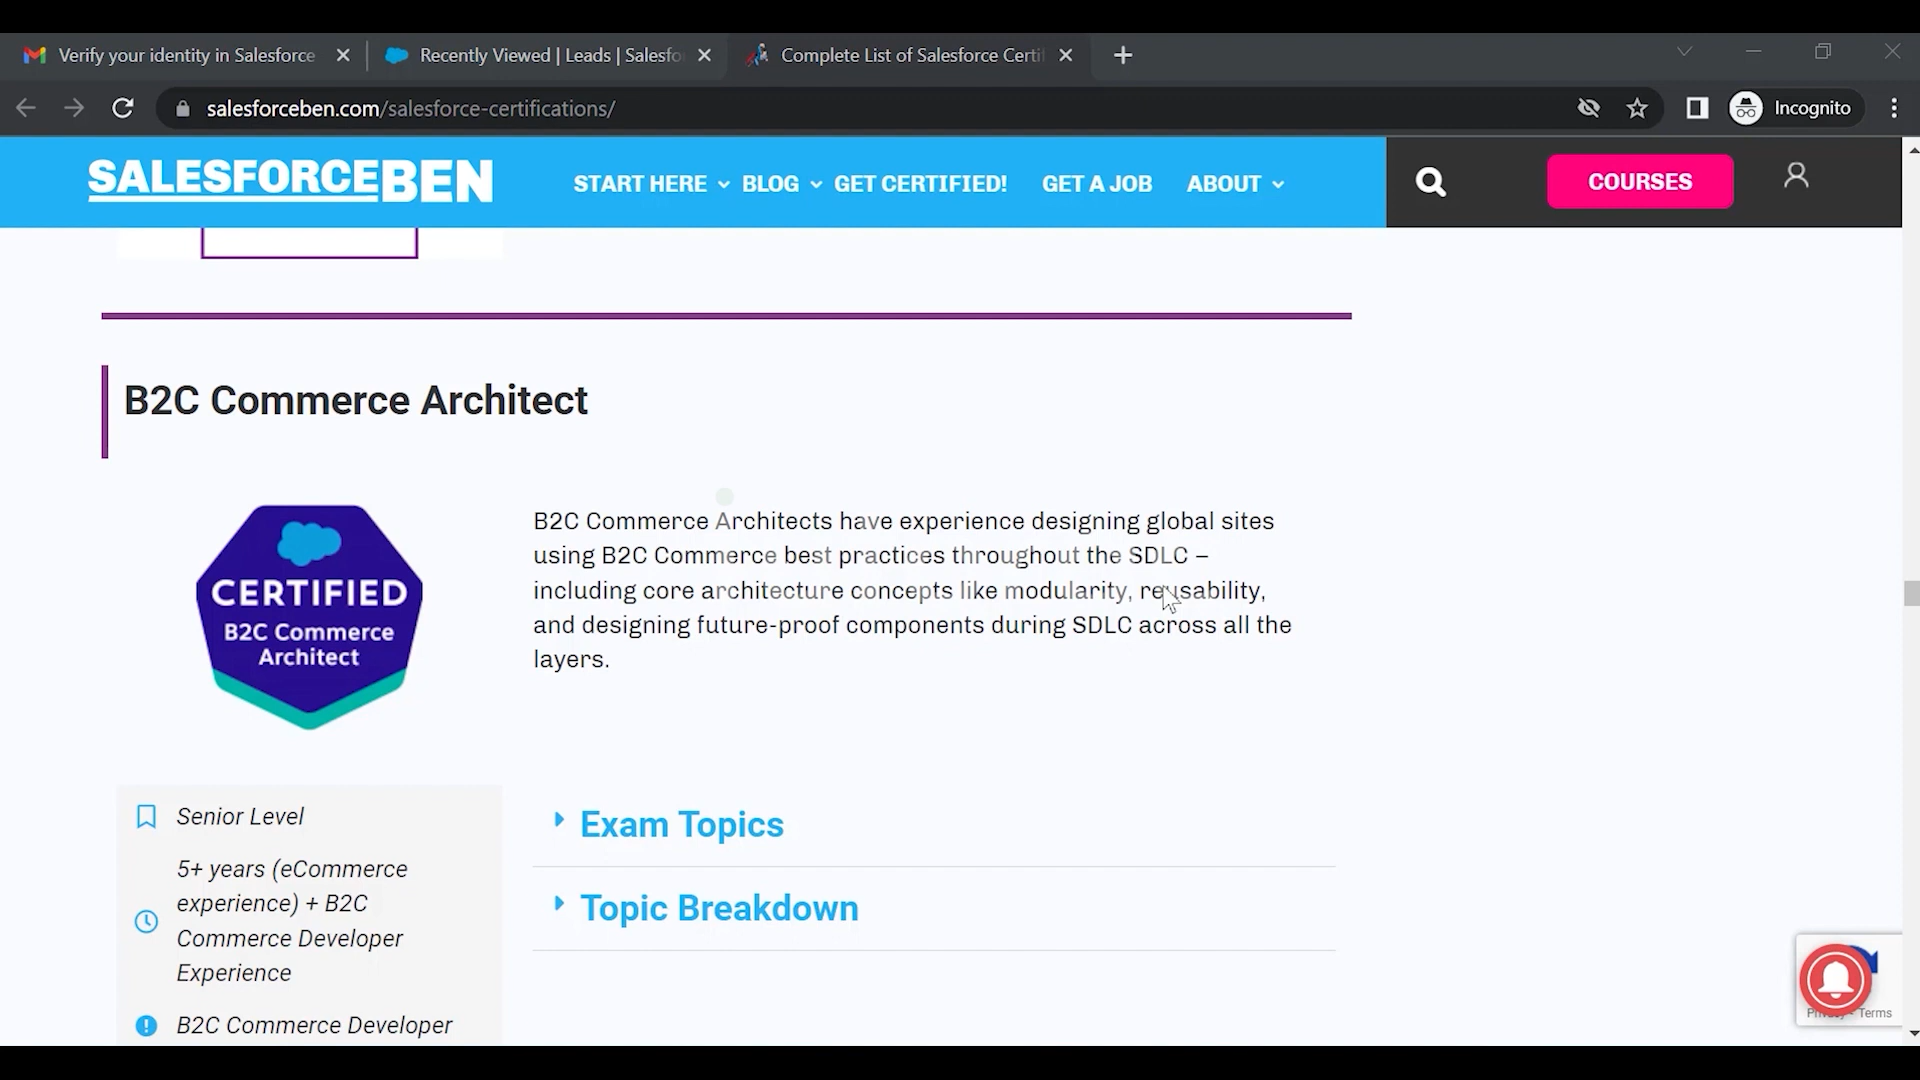 Verify your identity in Salesforce
Recently Viewed | Leads | Salesfo
Complete List of Salesforce Certi
salesforceben.com/salesforce-certifications/
Incognito
SALESFORCEBEN
START HERE
BLOG
GET CERTIFIED!
GET A JOB
ABOUT
COURSES
B2C Commerce Architect
CERTIFIED
B2C Commerce
Architect
B2C Commerce Architects have experience designing global sites
using B2C Commerce best practices throughout the SDLC –
including core architecture concepts like modularity, reusability,
and designing future-proof components during SDLC across all the
layers.
Senior Level
5+ years (eCommerce
experience) + B2C
Commerce Developer
Experience
B2C Commerce Developer
Exam Topics
Topic Breakdown
Privacy - Terms